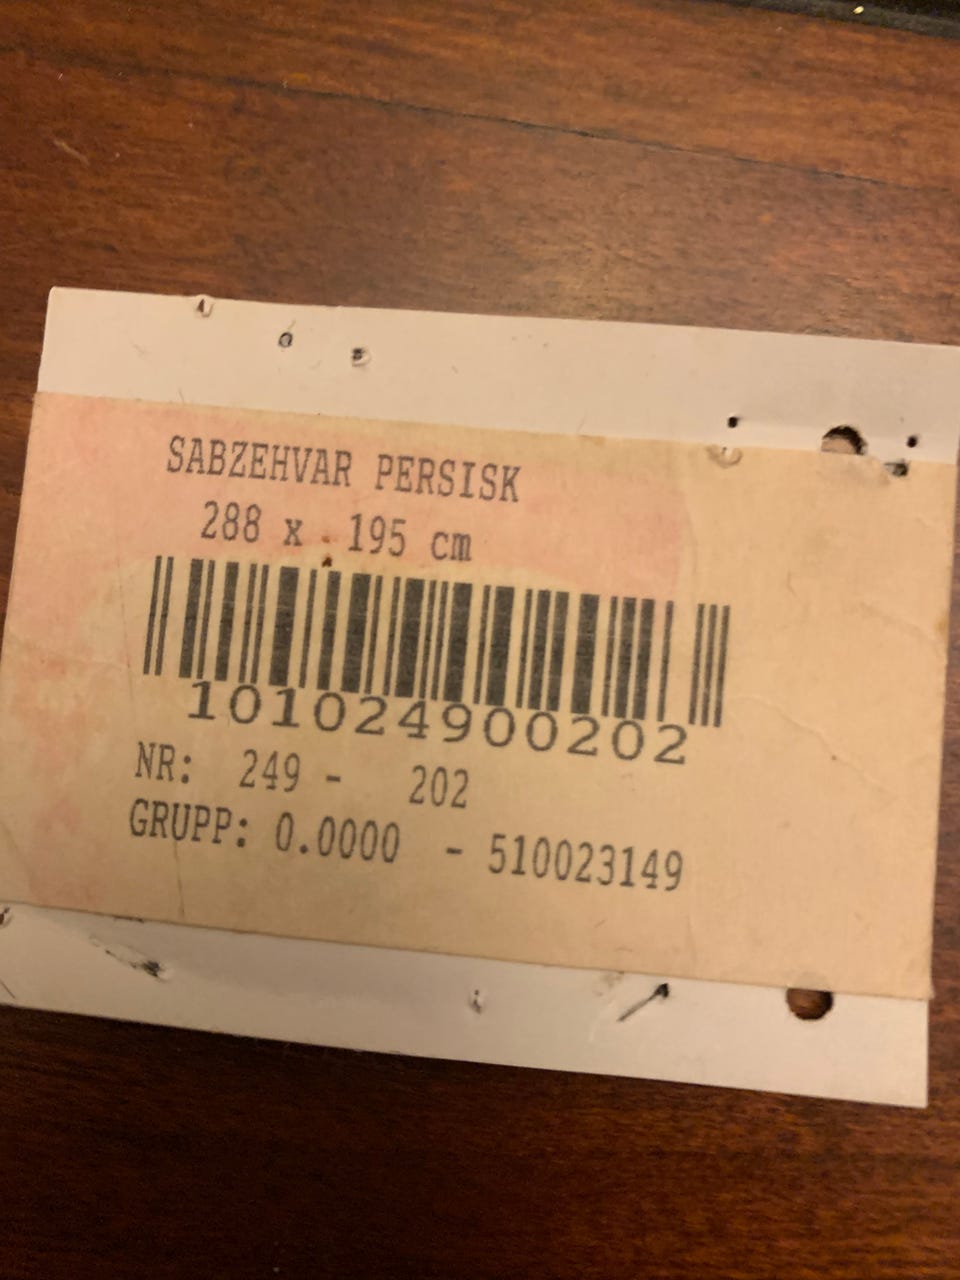 SABZEHVAR PERSISK
288 x 195 cm
101024900202
NR: 249 - 202
GRUPP: 0.0000 - 510023149